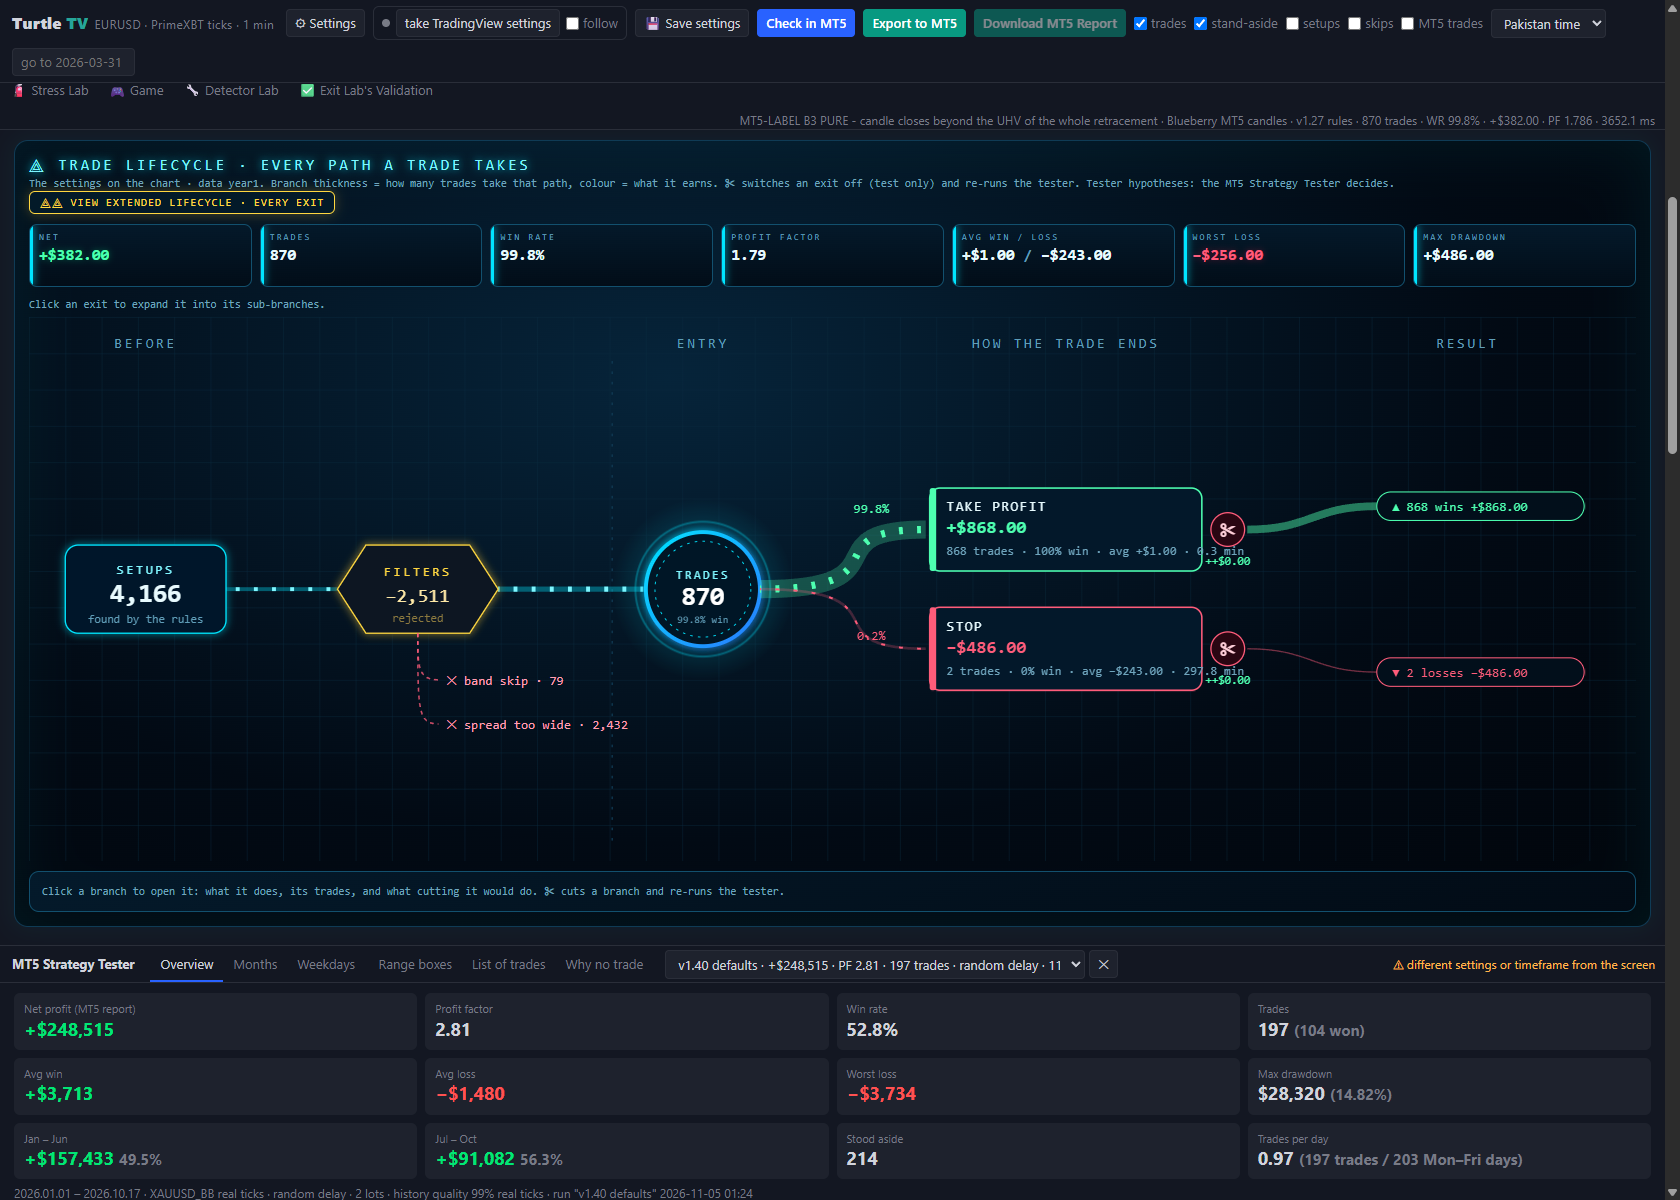 Turtle TV EURUSD · PrimeXBT ticks · 1 min ⚙ Settings take TradingView settings follow 💾 Save settings Check in MT5 Export to MT5 Download MT5 Report trades stand-aside setups skips MT5 trades Pakistan time
go to 2026-03-31
Stress Lab 🎮 Game 🔧 Detector Lab ✅ Exit Lab's Validation
MT5-LABEL B3 PURE - candle closes beyond the UHV of the whole retracement · Blueberry MT5 candles · v1.27 rules · 870 trades · WR 99.8% · +$382.00 · PF 1.786 · 3652.1 ms
TRADE LIFECYCLE · EVERY PATH A TRADE TAKES
The settings on the chart · data year1. Branch thickness = how many trades take that path, colour = what it earns. ✂ switches an exit off (test only) and re-runs the tester. Tester hypotheses: the MT5 Strategy Tester decides.
VIEW EXTENDED LIFECYCLE · EVERY EXIT
NET TRADES WIN RATE PROFIT FACTOR AVG WIN / LOSS WORST LOSS MAX DRAWDOWN
+$382.00 870 99.8% 1.79 +$1.00 / −$243.00 −$256.00 +$486.00
Click an exit to expand it into its sub-branches.
BEFORE ENTRY HOW THE TRADE ENDS RESULT
SETUPS
4,166
found by the rules
FILTERS
−2,511
rejected
✕ band skip · 79
✕ spread too wide · 2,432
TRADES
870
99.8% win
99.8%
0.2%
TAKE PROFIT
+$868.00
868 trades · 100% win · avg +$1.00 · 0.3 min
++$0.00
▲ 868 wins +$868.00
STOP
−$486.00
2 trades · 0% win · avg −$243.00 · 297.8 min
++$0.00
▼ 2 losses −$486.00
Click a branch to open it: what it does, its trades, and what cutting it would do. ✂ cuts a branch and re-runs the tester.
MT5 Strategy Tester Overview Months Weekdays Range boxes List of trades Why no trade v1.40 defaults · +$248,515 · PF 2.81 · 197 trades · random delay · 11 ✕ ⚠ different settings or timeframe from the screen
Net profit (MT5 report) Profit factor Win rate Trades
+$248,515 2.81 52.8% 197 (104 won)
Avg win Avg loss Worst loss Max drawdown
+$3,713 −$1,480 −$3,734 $28,320 (14.82%)
Jan – Jun Jul – Oct Stood aside Trades per day
+$157,433 49.5% +$91,082 56.3% 214 0.97 (197 trades / 203 Mon–Fri days)
2026.01.01 – 2026.10.17 · XAUUSD_BB real ticks · random delay · 2 lots · history quality 99% real ticks · run "v1.40 defaults" 2026-11-05 01:24